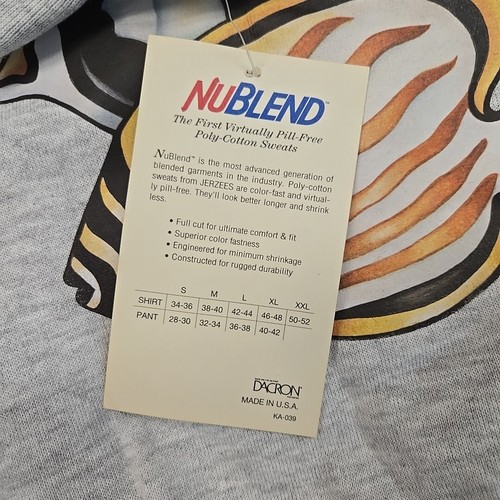 NUBLEND™
The First Virtually Pill-Free
Poly-Cotton Sweats
NuBlend™ is the most advanced generation of
blended garments in the industry. Poly-cotton
sweats from JERZEES are color-fast and virtual-
ly pill-free. They'll look better longer and shrink
less.
• Full cut for ultimate comfort & fit
• Superior color fastness
• Engineered for minimum shrinkage
• Constructed for rugged durability
S M L XL XXL
SHIRT 34-36 38-40 42-44 46-48 50-52
PANT 28-30 32-34 36-38 40-42
DACRON
MADE IN U.S.A.
KA-039